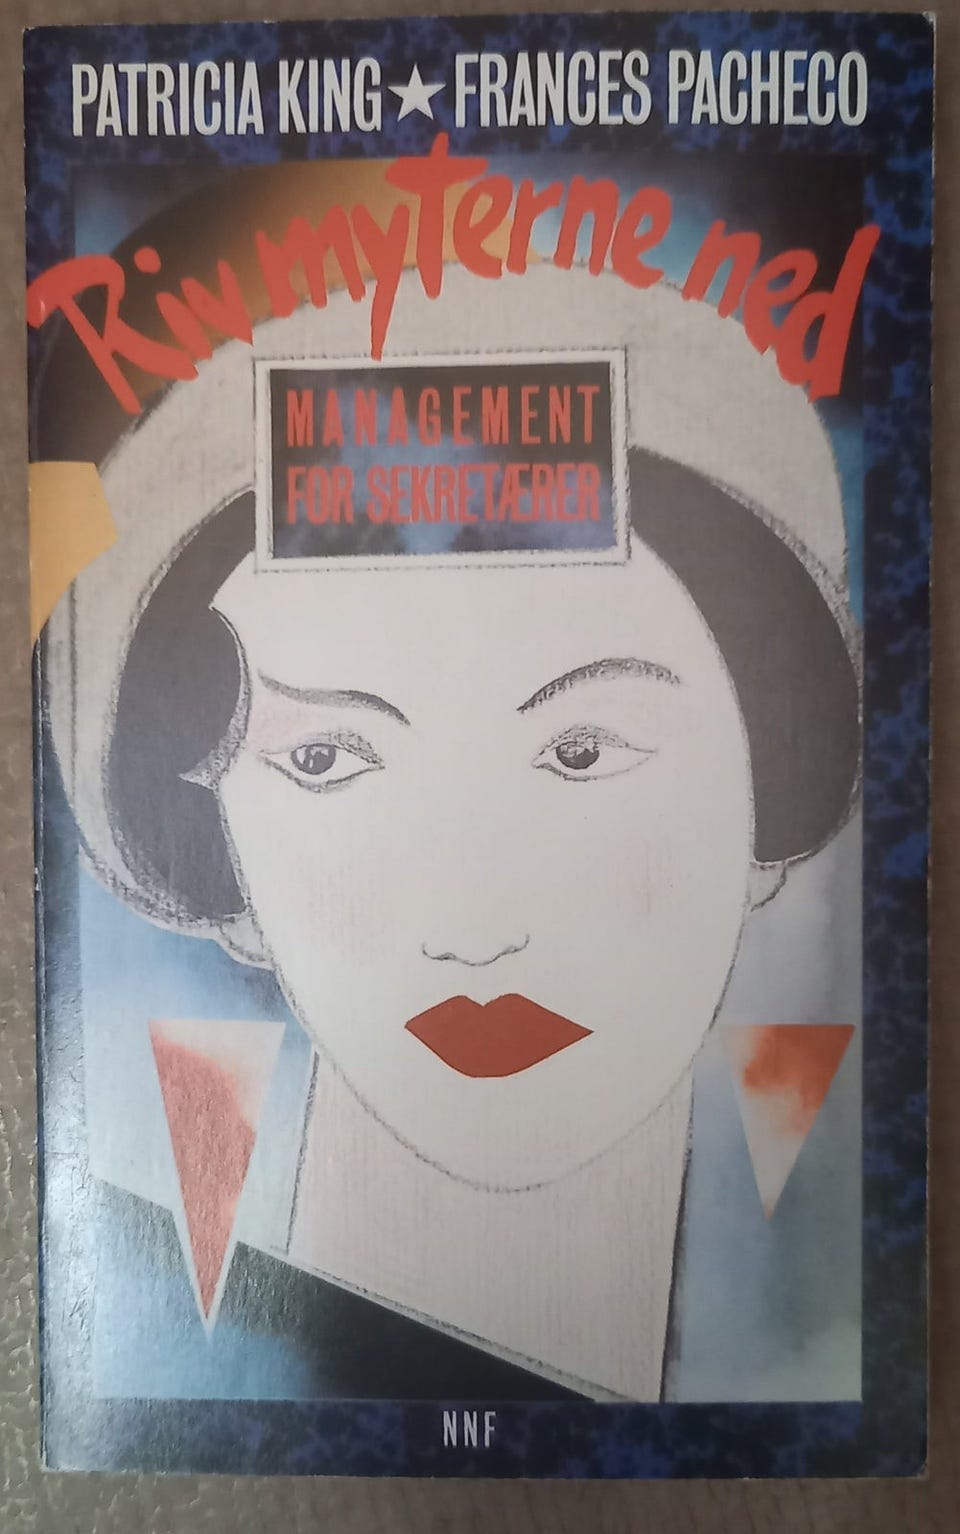 PATRICIA KING ★ FRANCES PACHECO
Riv myterne ned
MANAGEMENT
FOR SEKRETÆRER
NNF